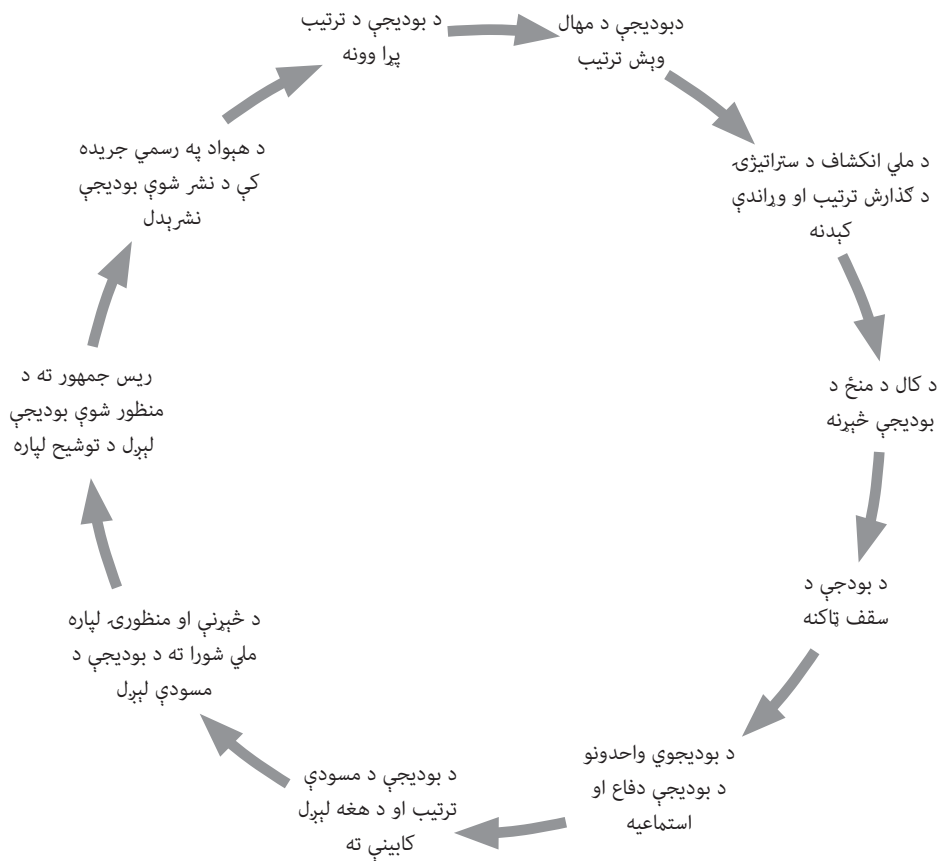 د بودیجې د ترتیب
پړا وونه
دبودیجې د مهال
وېش ترتیب
د ملي انکشاف د ستراتیژۍ
د ګذارش ترتیب او وړاندې
کېدنه
د کال د منځ د
بودیجې څېړنه
د بودجې د
سقف ټاکنه
د بودیجوي واحدونو
د بودیجې دفاع او
استماعیه
د بودیجې د مسودې
ترتیب او د هغه لېږل
کابینې ته
د څېړنې او منظورۍ لپاره
ملي شورا ته د بودیجې د
مسودې لېږل
ریس جمهور ته د
منظور شوې بودیجې
لېږل د توشیح لپاره
د هېواد په رسمي جریده
کې د نشر شوې بودیجې
نشرېدل